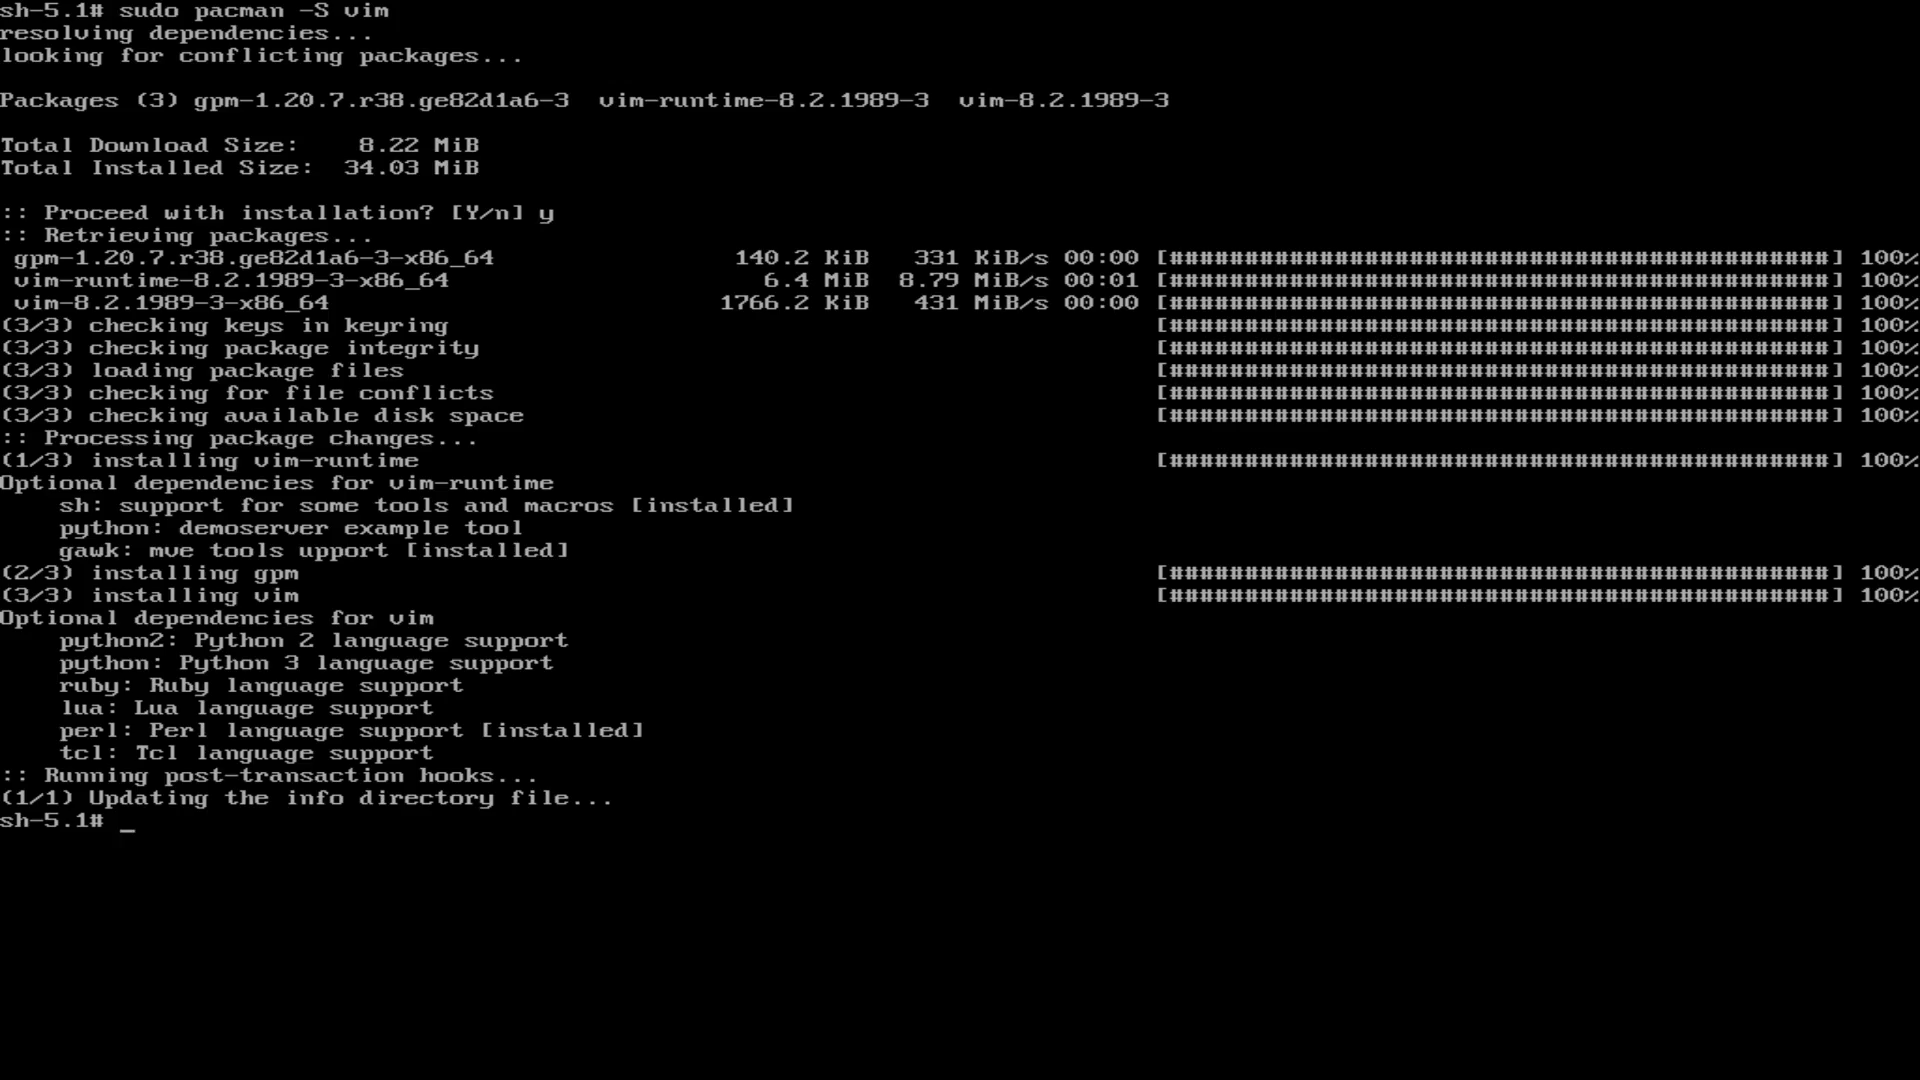 sh-5.1# sudo pacman -S vim
resolving dependencies...
looking for conflicting packages...
Packages (3) gpm-1.20.7.r38.ge82d1a6-3  vim-runtime-8.2.1989-3  vim-8.2.1989-3
Total Download Size:    8.22 MiB
Total Installed Size:  34.03 MiB
:: Proceed with installation? [Y/n] y
:: Retrieving packages...
 gpm-1.20.7.r38.ge82d1a6-3-x86_64                140.2 KiB   331 KiB/s 00:00 [############################################] 100%
 vim-runtime-8.2.1989-3-x86_64                     6.4 MiB  8.79 MiB/s 00:01 [############################################] 100%
 vim-8.2.1989-3-x86_64                          1766.2 KiB   431 MiB/s 00:00 [############################################] 100%
(3/3) checking keys in keyring                                               [############################################] 100%
(3/3) checking package integrity                                             [############################################] 100%
(3/3) loading package files                                                  [############################################] 100%
(3/3) checking for file conflicts                                            [############################################] 100%
(3/3) checking available disk space                                          [############################################] 100%
:: Processing package changes...
(1/3) installing vim-runtime                                                 [############################################] 100%
Optional dependencies for vim-runtime
    sh: support for some tools and macros [installed]
    python: demoserver example tool
    gawk: mve tools upport [installed]
(2/3) installing gpm                                                         [############################################] 100%
(3/3) installing vim                                                         [############################################] 100%
Optional dependencies for vim
    python2: Python 2 language support
    python: Python 3 language support
    ruby: Ruby language support
    lua: Lua language support
    perl: Perl language support [installed]
    tcl: Tcl language support
:: Running post-transaction hooks...
(1/1) Updating the info directory file...
sh-5.1# _